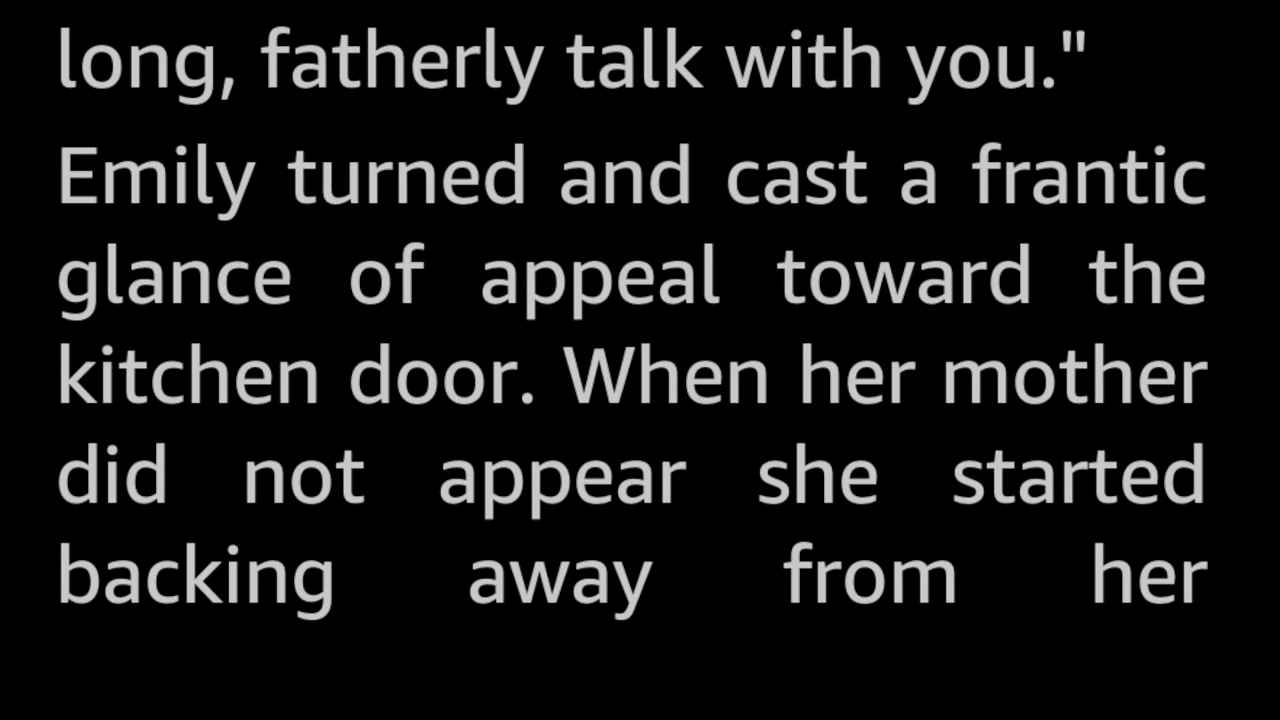 long, fatherly talk with you."
Emily turned and cast a frantic
glance of appeal toward the
kitchen door. When her mother
did not appear she started
backing away from her